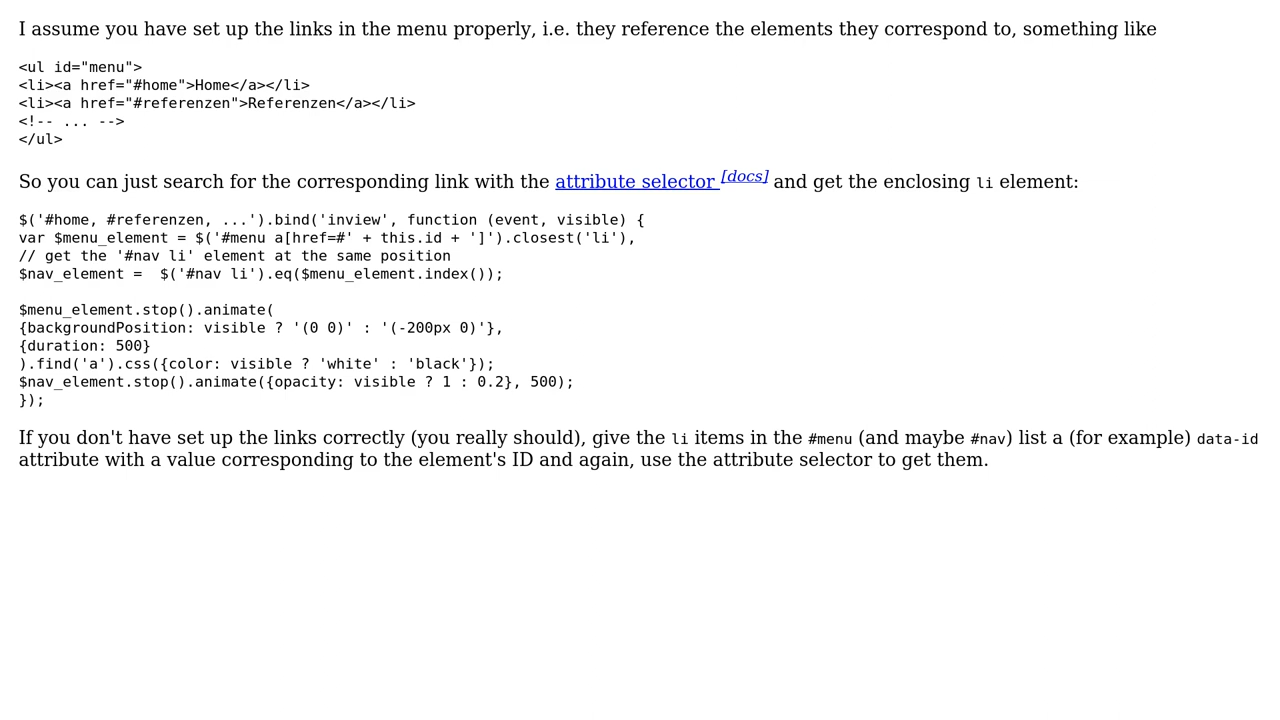 I assume you have set up the links in the menu properly, i.e. they reference the elements they correspond to, something like
<ul id="menu">
<li><a href="#home">Home</a></li>
<li><a href="#referenzen">Referenzen</a></li>
<!-- ... -->
</ul>
So you can just search for the corresponding link with the attribute selector [docs] and get the enclosing li element:
$('#home, #referenzen, ...').bind('inview', function (event, visible) {
var $menu_element = $('#menu a[href=#' + this.id + ']').closest('li'),
// get the '#nav li' element at the same position
$nav_element =  $('#nav li').eq($menu_element.index());
$menu_element.stop().animate(
{backgroundPosition: visible ? '(0 0)' : '(-200px 0)'},
{duration: 500}
).find('a').css({color: visible ? 'white' : 'black'});
$nav_element.stop().animate({opacity: visible ? 1 : 0.2}, 500);
});
If you don't have set up the links correctly (you really should), give the li items in the #menu (and maybe #nav) list a (for example) data-id
attribute with a value corresponding to the element's ID and again, use the attribute selector to get them.